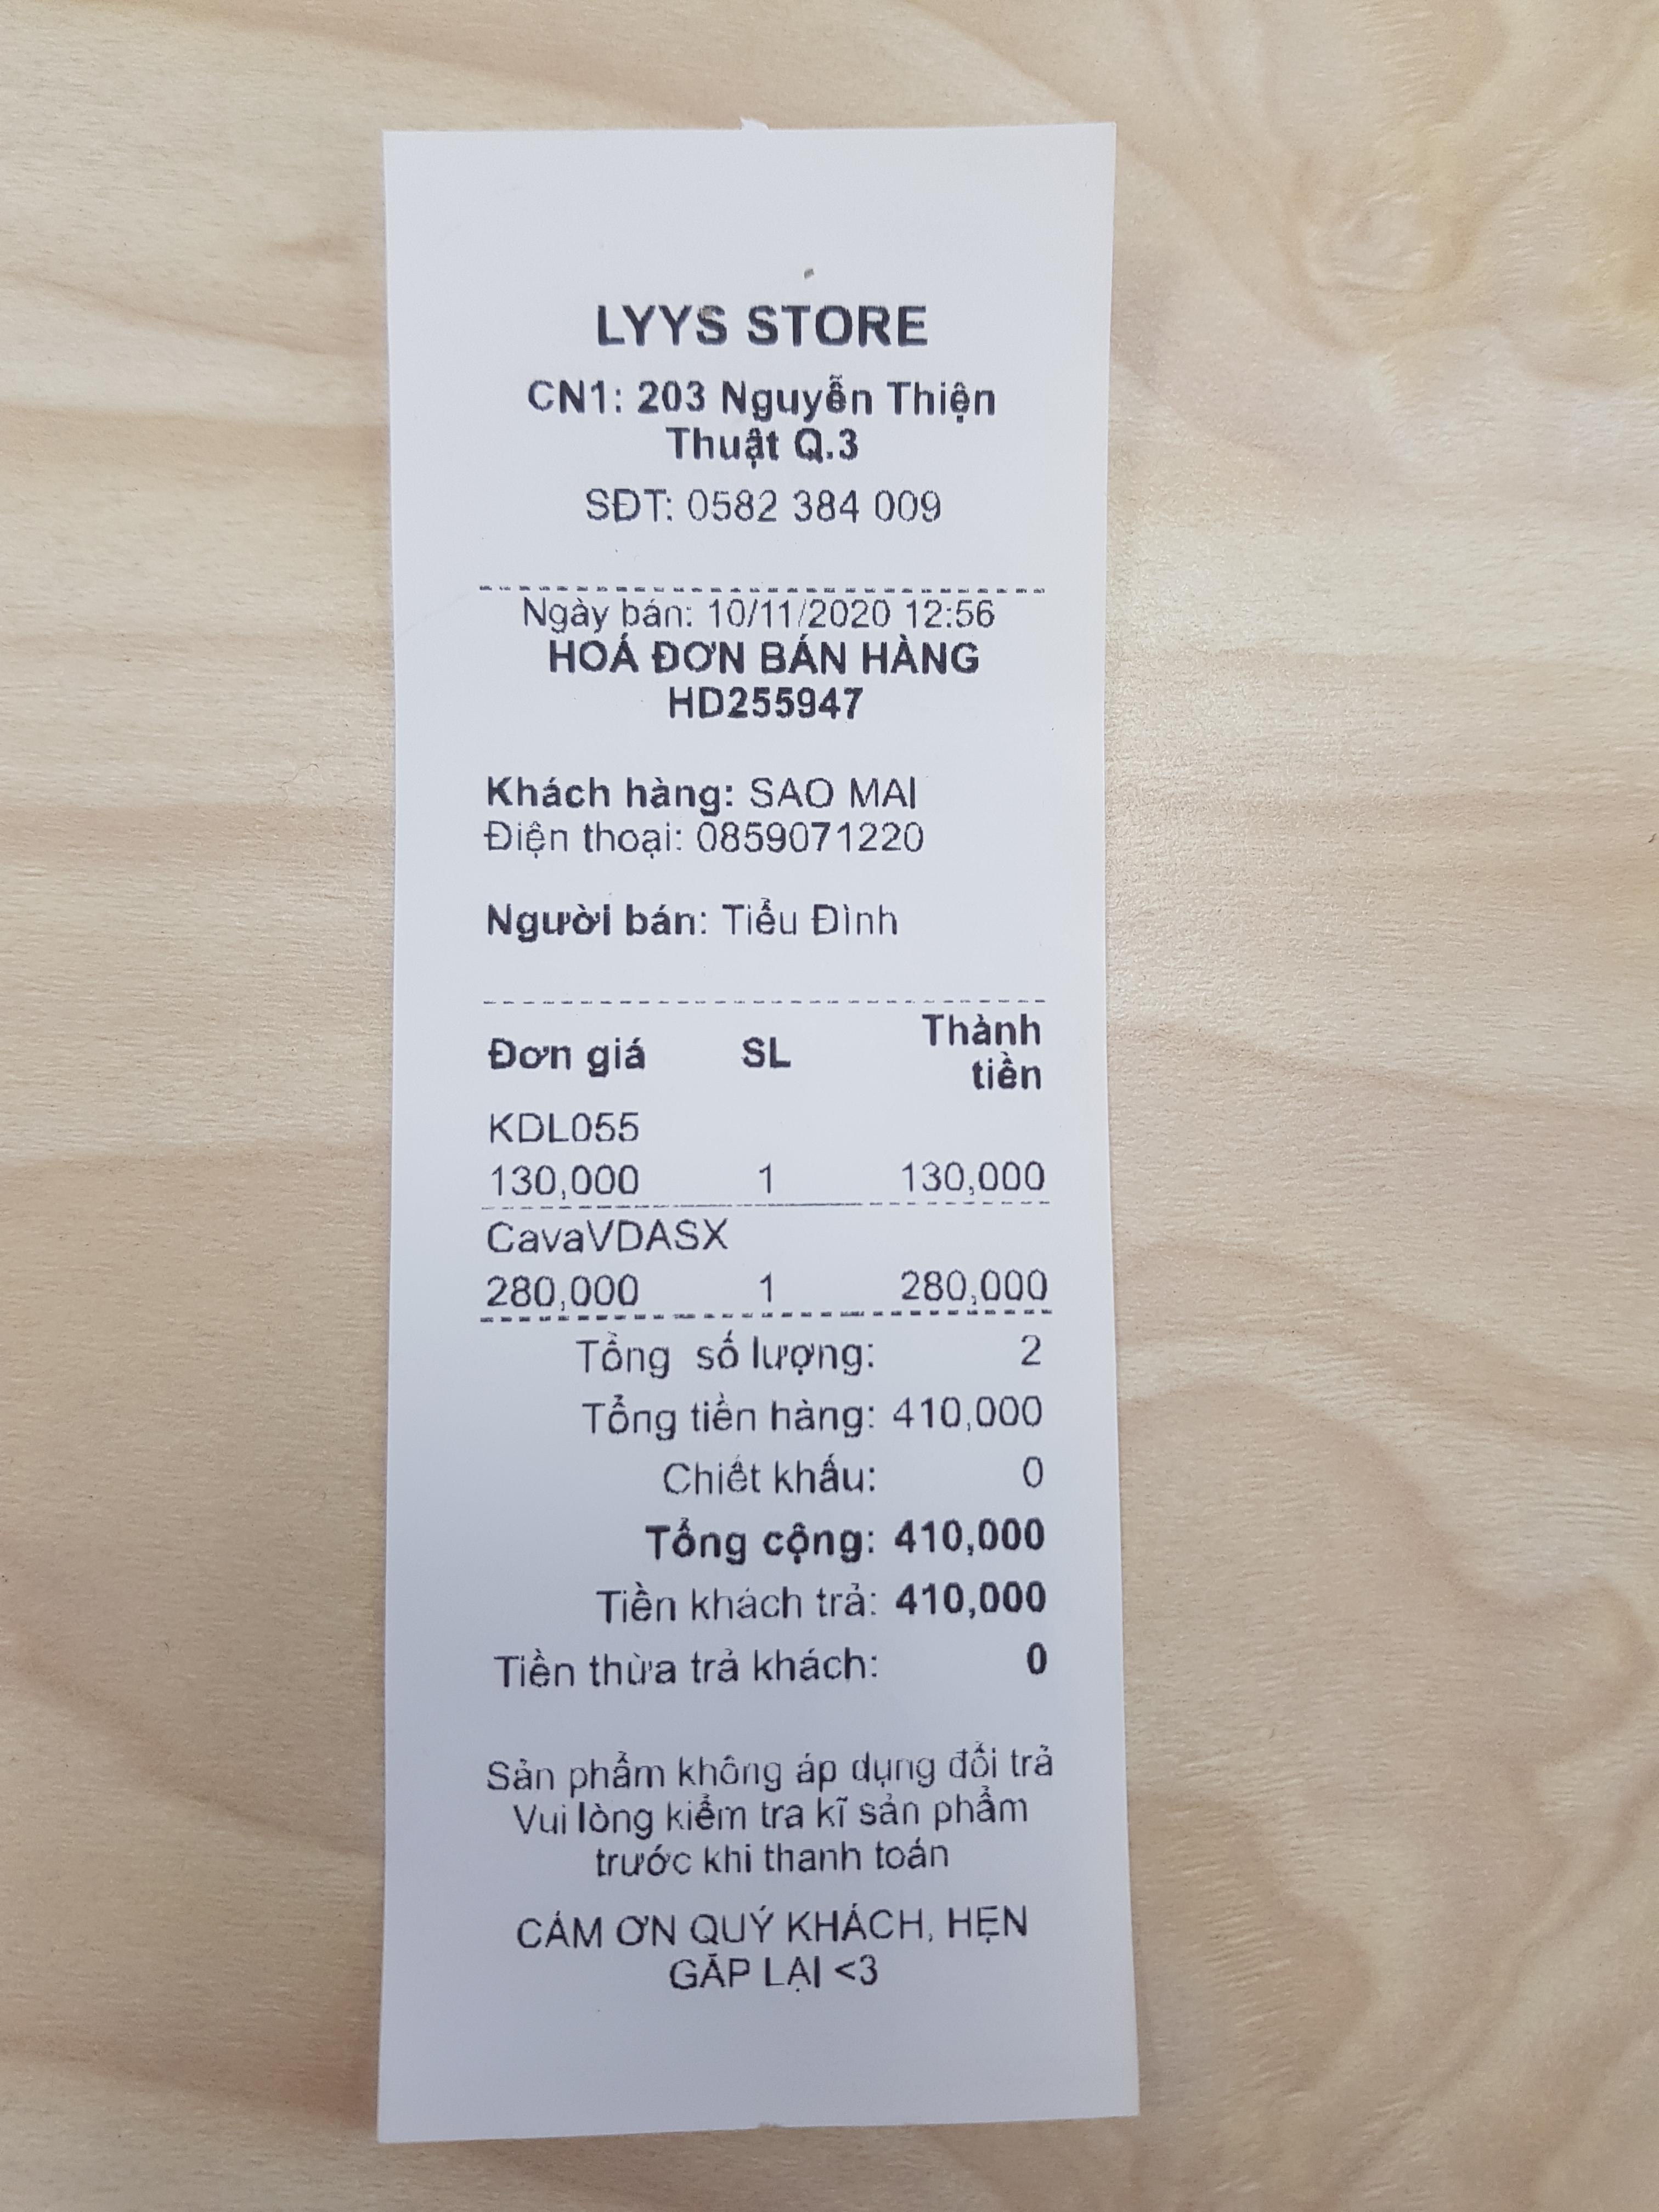 LYYS STORE
CN1: 203 Nguyễn Thiện
Thuật Q.3
SĐT: 0582 384 009
Ngày bán: 10/11/2020 12:56
HOÁ ĐƠN BÁN HÀNG
HD255947
Khách hàng: SAO MAI
Điện thoại: 0859071220
Người bán: Tiểu Đình
Đơn giá SL Thành
tiền
KDL055
130,000 1 130,000
CavaVDASX
280,000 1 280,000
Tổng số lượng: 2
Tổng tiền hàng: 410,000
Chiết khấu: 0
Tổng cộng: 410,000
Tiền khách trả: 410,000
Tiền thừa trả khách: 0
Sản phẩm không áp dụng đổi trả
Vui lòng kiểm tra kĩ sản phẩm
trước khi thanh toán
CẢM ƠN QUÝ KHÁCH, HẸN
GẶP LẠI <3